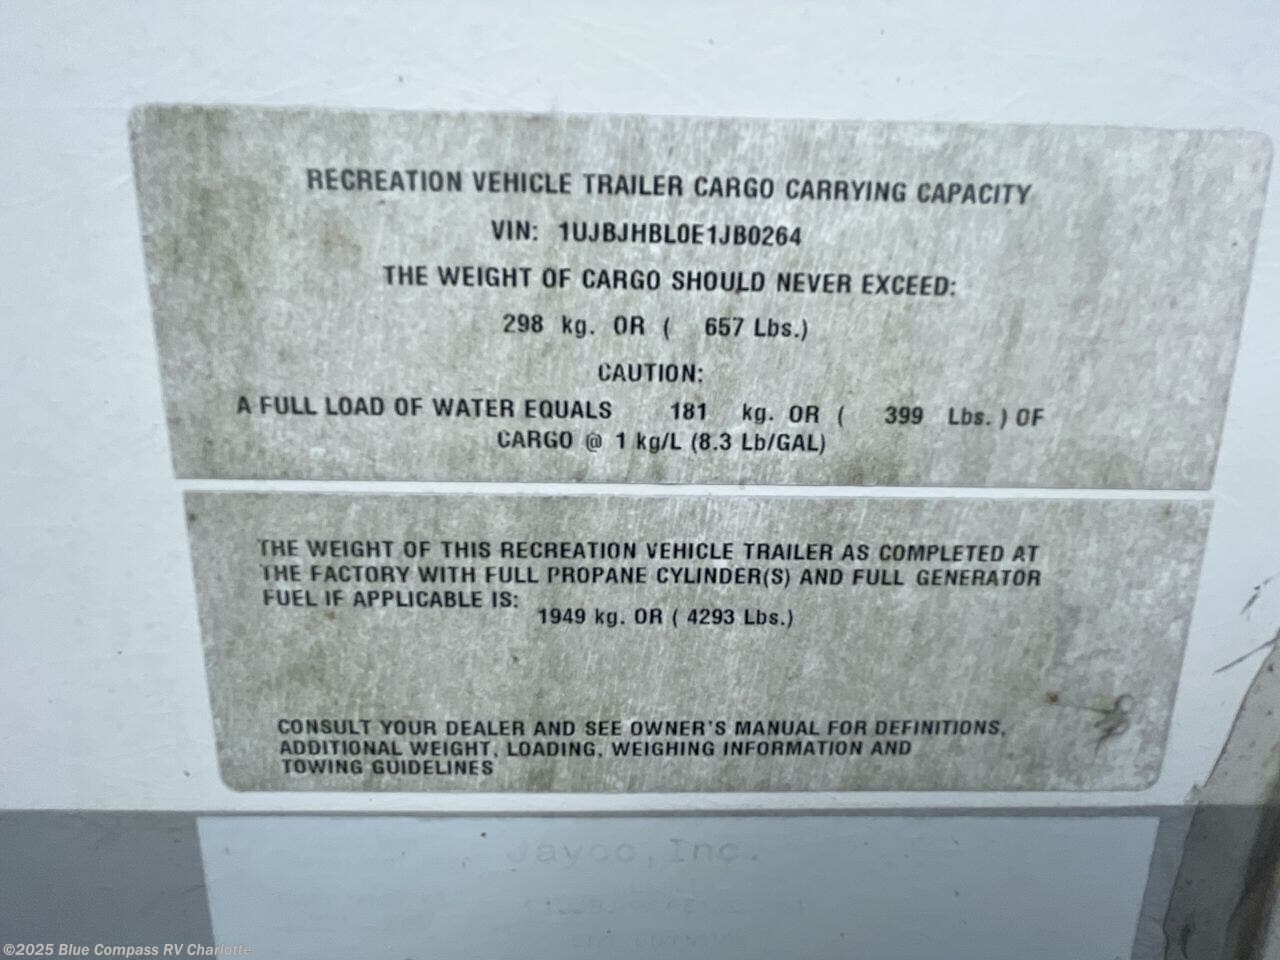 RECREATION VEHICLE TRAILER CARGO CARRYING CAPACITY
VIN: 1UJBJHBL0E1JB0264
THE WEIGHT OF CARGO SHOULD NEVER EXCEED:
298 kg. OR ( 657 Lbs.)
CAUTION:
A FULL LOAD OF WATER EQUALS 181 kg. OR ( 399 Lbs. ) OF
CARGO @ 1 kg/L (8.3 Lb/GAL)
THE WEIGHT OF THIS RECREATION VEHICLE TRAILER AS COMPLETED AT
THE FACTORY WITH FULL PROPANE CYLINDER(S) AND FULL GENERATOR
FUEL IF APPLICABLE IS:
1949 kg. OR ( 4293 Lbs.)
CONSULT YOUR DEALER AND SEE OWNER'S MANUAL FOR DEFINITIONS,
ADDITIONAL WEIGHT, LOADING, WEIGHING INFORMATION AND
TOWING GUIDELINES
Jayco, Inc.
©2025 Blue Compass RV Charlotte